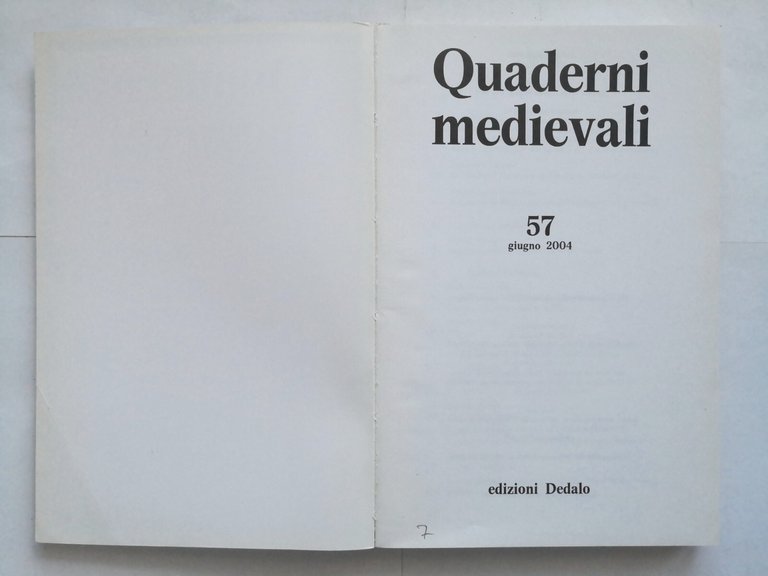 Quaderni
medievali
57
giugno 2004
edizioni Dedalo
7